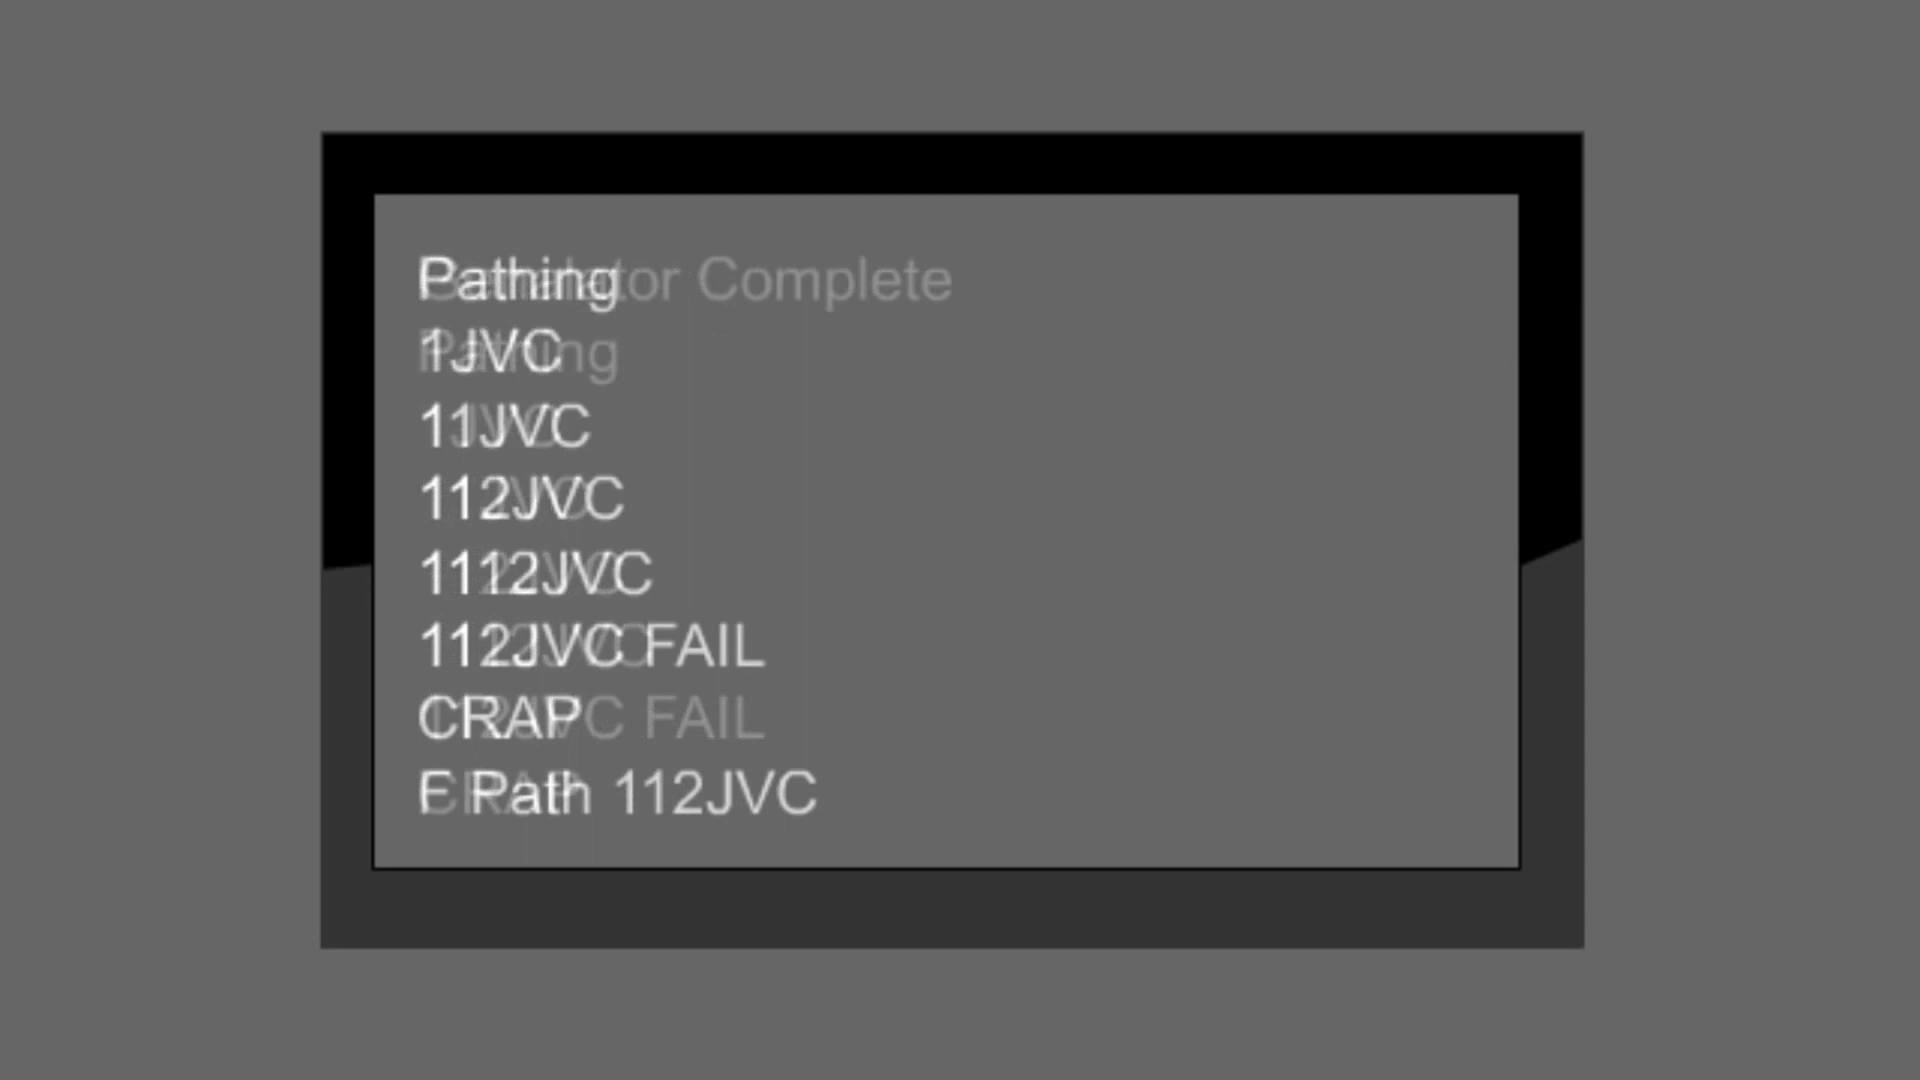 Pathing
1JVC
11JVC
112JVC
1112JVC
112JVC FAIL
CRAP
F Path 112JVC